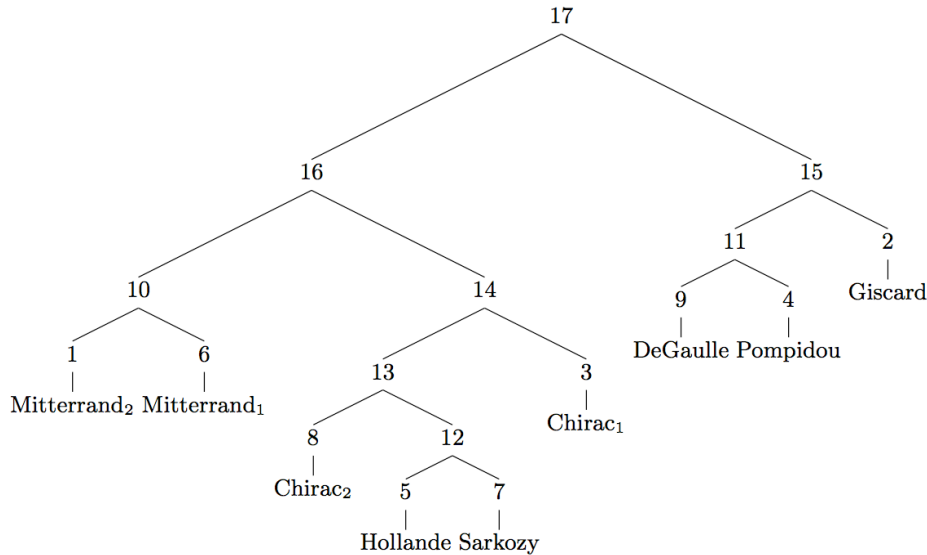 17
16 15
11 2
10 14 Giscard
9 4
1 6 13 3 DeGaulle Pompidou
Mitterrand₂ Mitterrand₁ Chirac₁
8 12
Chirac₂ 5 7
Hollande Sarkozy